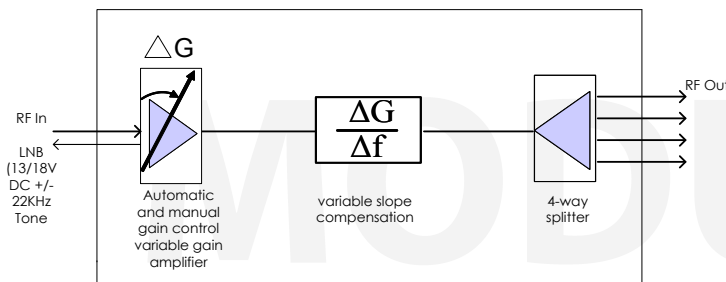 △G
RF In
LNB
(13/18V
DC +/-
22KHz
Tone
Automatic
and manual
gain control
variable gain
amplifier
ΔG
Δf
variable slope
compensation
4-way
splitter
RF Out